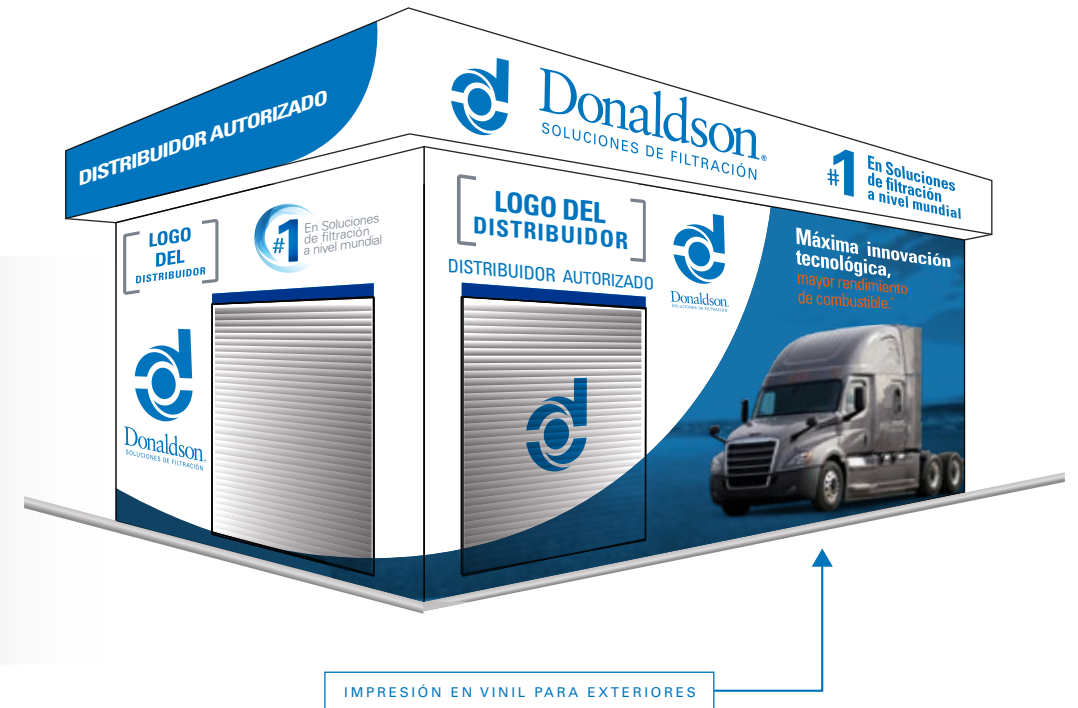 DISTRIBUIDOR AUTORIZADO
Donaldson®
SOLUCIONES DE FILTRACIÓN
#1
En Soluciones
de filtración
a nivel mundial
LOGO
DEL
DISTRIBUIDOR
#1
En Soluciones
de filtración
a nivel mundial
Donaldson
SOLUCIONES DE FILTRACIÓN
LOGO DEL
DISTRIBUIDOR
DISTRIBUIDOR AUTORIZADO
Donaldson
SOLUCIONES DE FILTRACIÓN
Máxima innovación
tecnológica,
mayor rendimiento
de combustible.
IMPRESIÓN EN VINIL PARA EXTERIORES